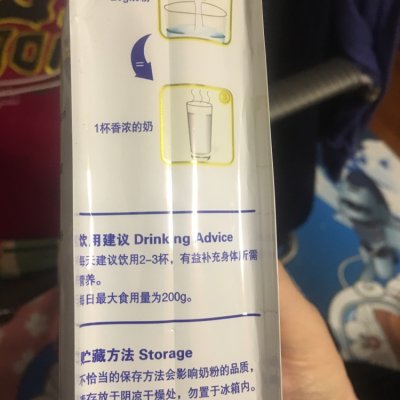 =
1杯香浓的奶
3
饮用建议 Drinking Advice
每天建议饮用2-3杯,有益补充身体所需
营养。
每日最大食用量为200g。
贮藏方法 Storage
不恰当的保存方法会影响奶粉的品质,
存放于阴凉干燥处,勿置于冰箱内。